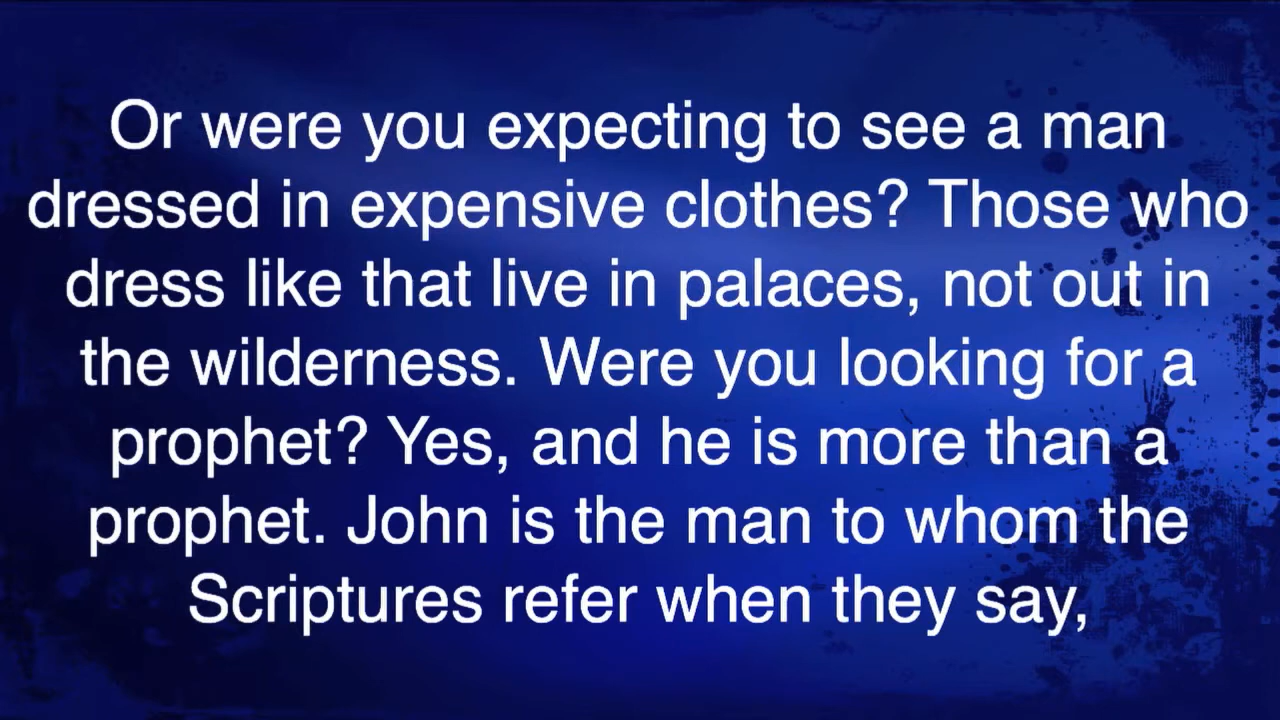 Or were you expecting to see a man
dressed in expensive clothes? Those who
dress like that live in palaces, not out in
the wilderness. Were you looking for a
prophet? Yes, and he is more than a
prophet. John is the man to whom the
Scriptures refer when they say,